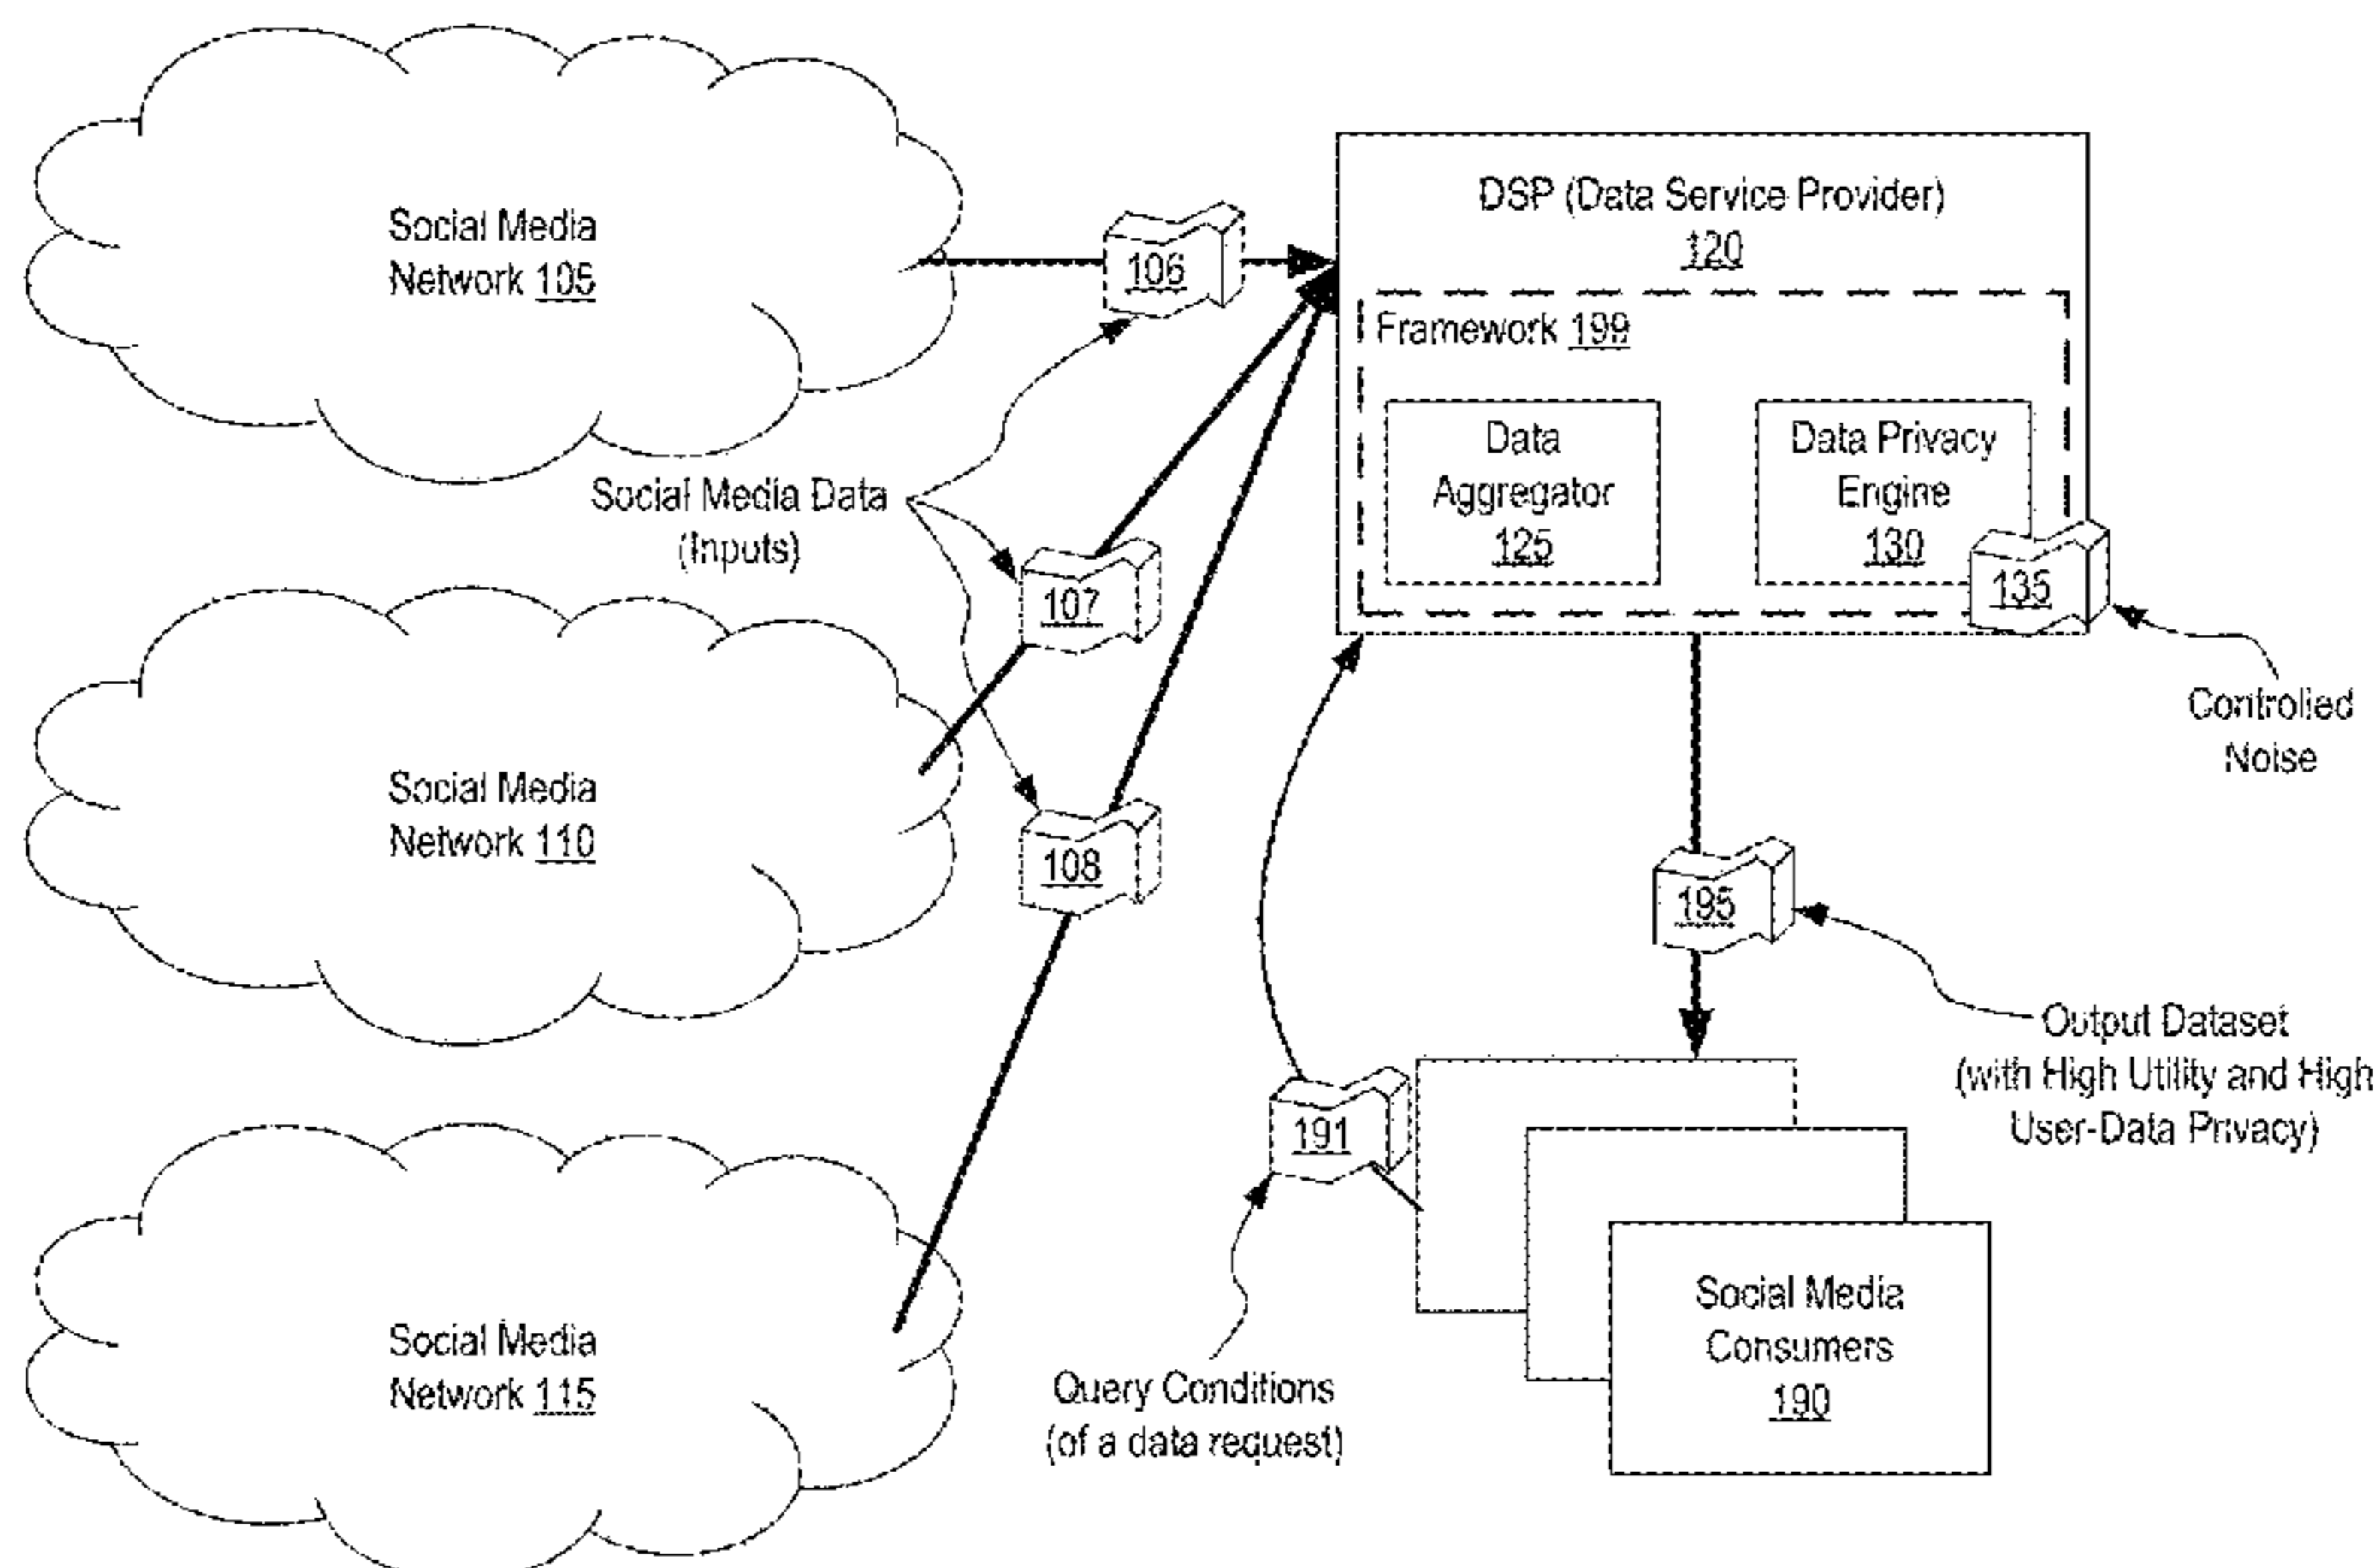 Social Media
Network 105
106
DSP (Data Service Provider)
120
Framework 199
Data
Aggregator
125
Data Privacy
Engine
130
135
Controlled
Noise
Social Media Data
(Inputs)
107
Social Media
Network 110
108
195
Output Dataset
(with High Utility and High
User-Data Privacy)
191
Query Conditions
(of a data request)
Social Media
Consumers
190
Social Media
Network 115